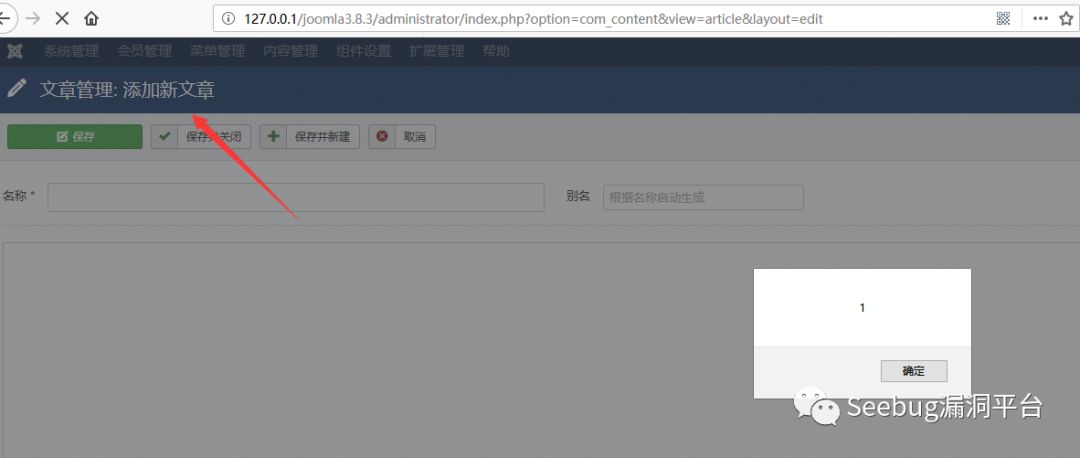 127.0.0.1/joomla3.8.3/administrator/index.php?option=com_content&view=article&layout=edit
系统管理 会员管理 菜单管理 内容管理 组件设置 扩展管理 帮助
文章管理: 添加新文章
保存 保存并关闭 保存并新建 取消
名称 * 别名 根据名称自动生成
1
确定
Seebug漏洞平台